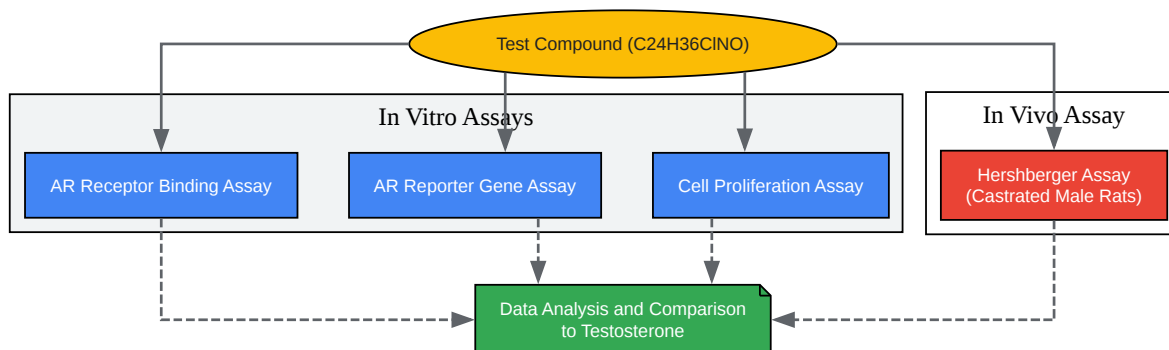 Test Compound (C24H36ClNO)
In Vitro Assays
In Vivo Assay
AR Receptor Binding Assay
AR Reporter Gene Assay
Cell Proliferation Assay
Hershberger Assay
(Castrated Male Rats)
Data Analysis and Comparison
to Testosterone